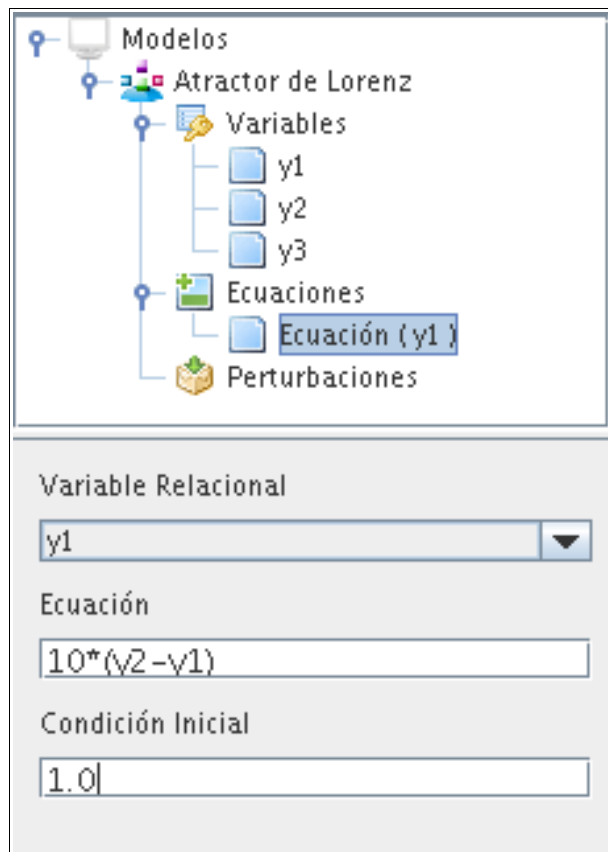 Modelos
Atractor de Lorenz
Variables
y1
y2
y3
Ecuaciones
Ecuación ( y1 )
Perturbaciones
Variable Relacional
y1
Ecuación
10*(y2-y1)
Condición Inicial
1.0